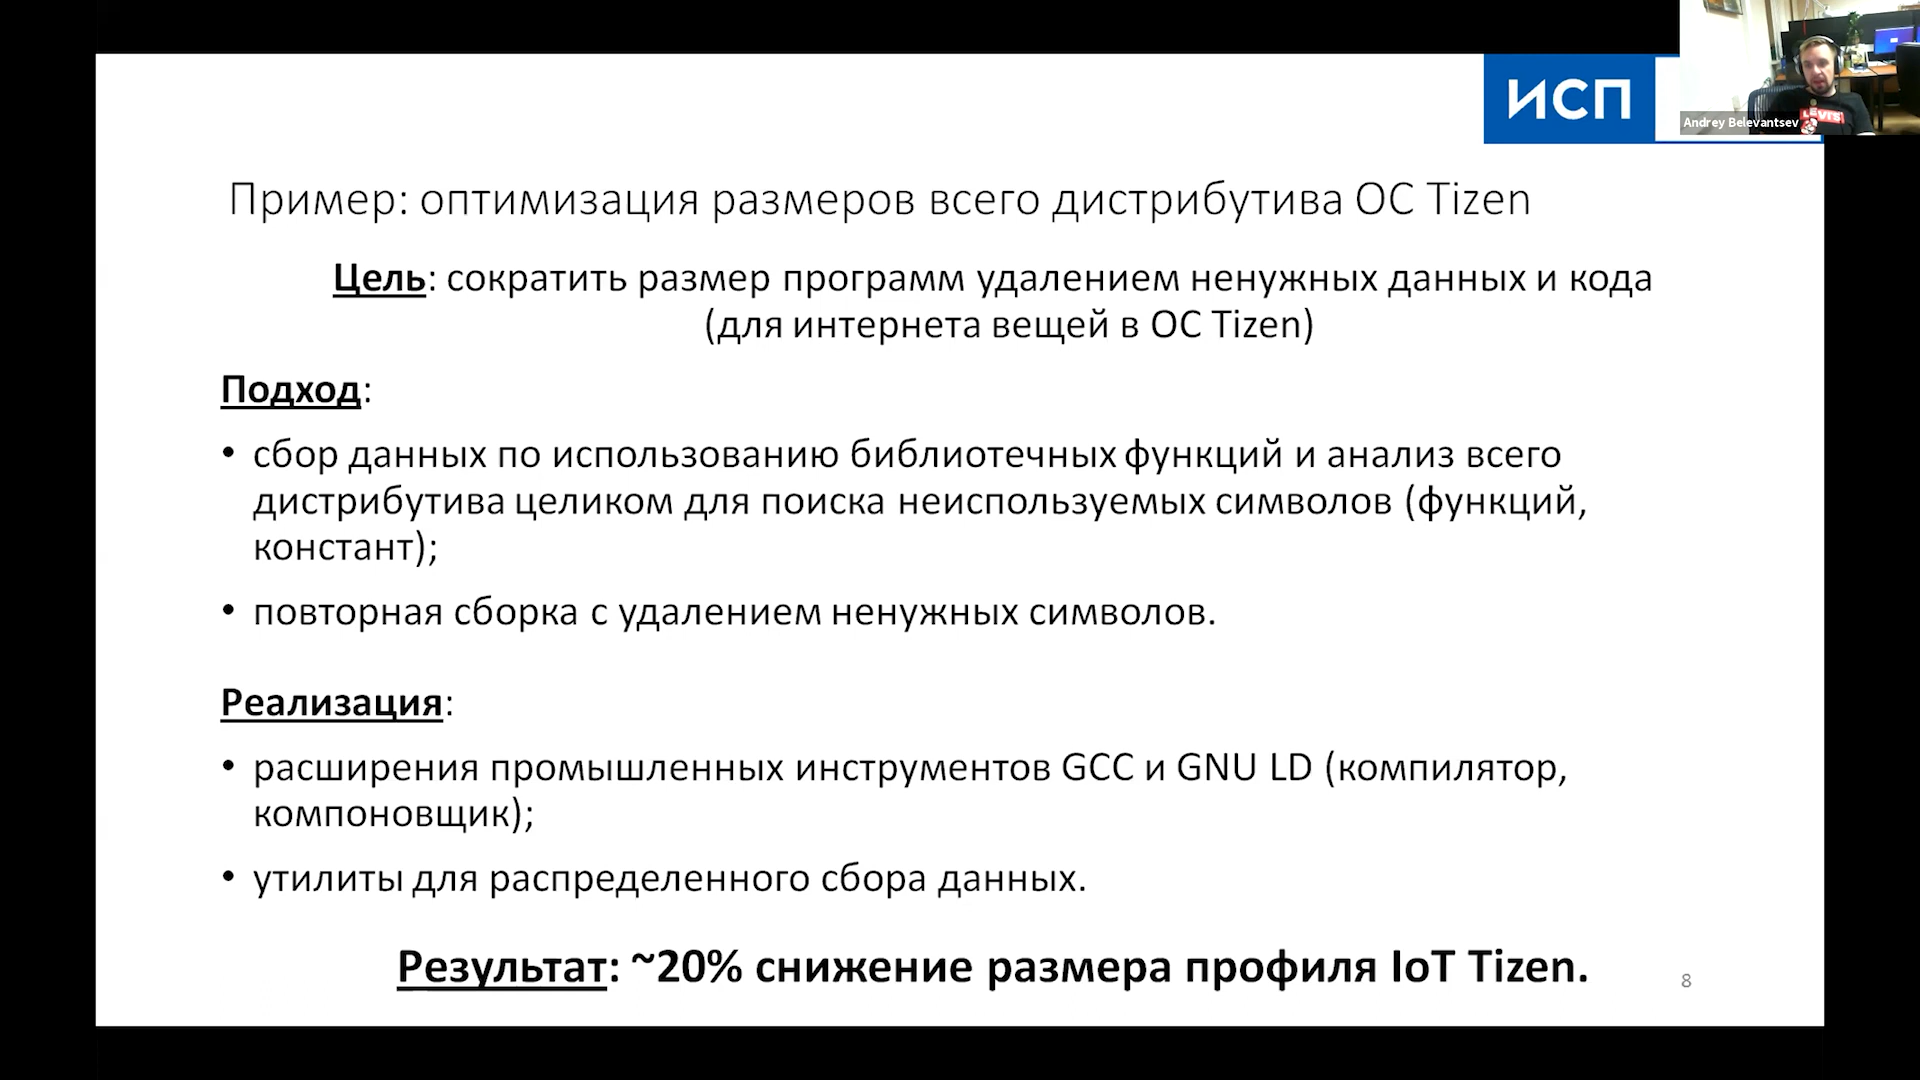 ИСП
Andrey Belevantsev
LEVI'S
Пример: оптимизация размеров всего дистрибутива ОС Tizen
Цель: сократить размер программ удалением ненужных данных и кода
(для интернета вещей в ОС Tizen)
Подход:
• сбор данных по использованию библиотечных функций и анализ всего
дистрибутива целиком для поиска неиспользуемых символов (функций,
констант);
• повторная сборка с удалением ненужных символов.
Реализация:
• расширения промышленных инструментов GCC и GNU LD (компилятор,
компоновщик);
• утилиты для распределенного сбора данных.
Результат: ~20% снижение размера профиля IoT Tizen.
8